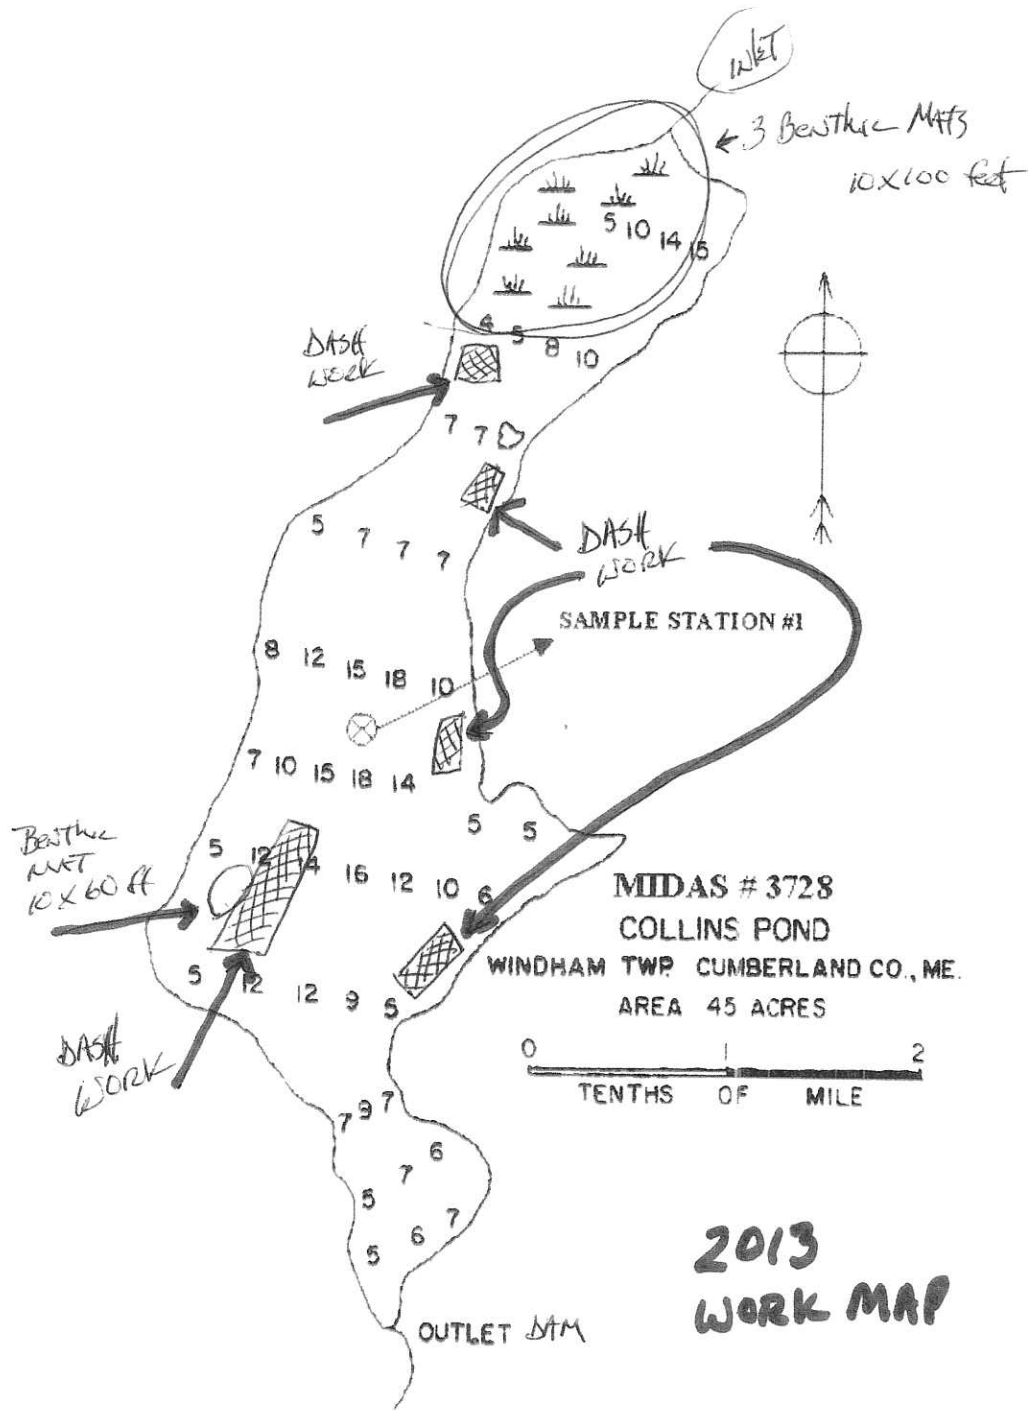 INLET
← 3 Benthic Mats
10 X 100 feet
5 10 14 15
4 5 8 10
DASH
WORK
7 7
5 7 7 7
DASH
WORK
SAMPLE STATION #1
8 12 15 18 10
7 10 15 18 14
5 5
Benthic
MAT
10 X 60 ft
5 12 14 16 12 10 6
MIDAS # 3728
COLLINS POND
WINDHAM TWP. CUMBERLAND CO., ME.
AREA 45 ACRES
5 12 12 9 5
0 1 2
TENTHS OF MILE
DASH
WORK
7 9 7
6
7
5
7
6
5
2013
WORK MAP
OUTLET DAM